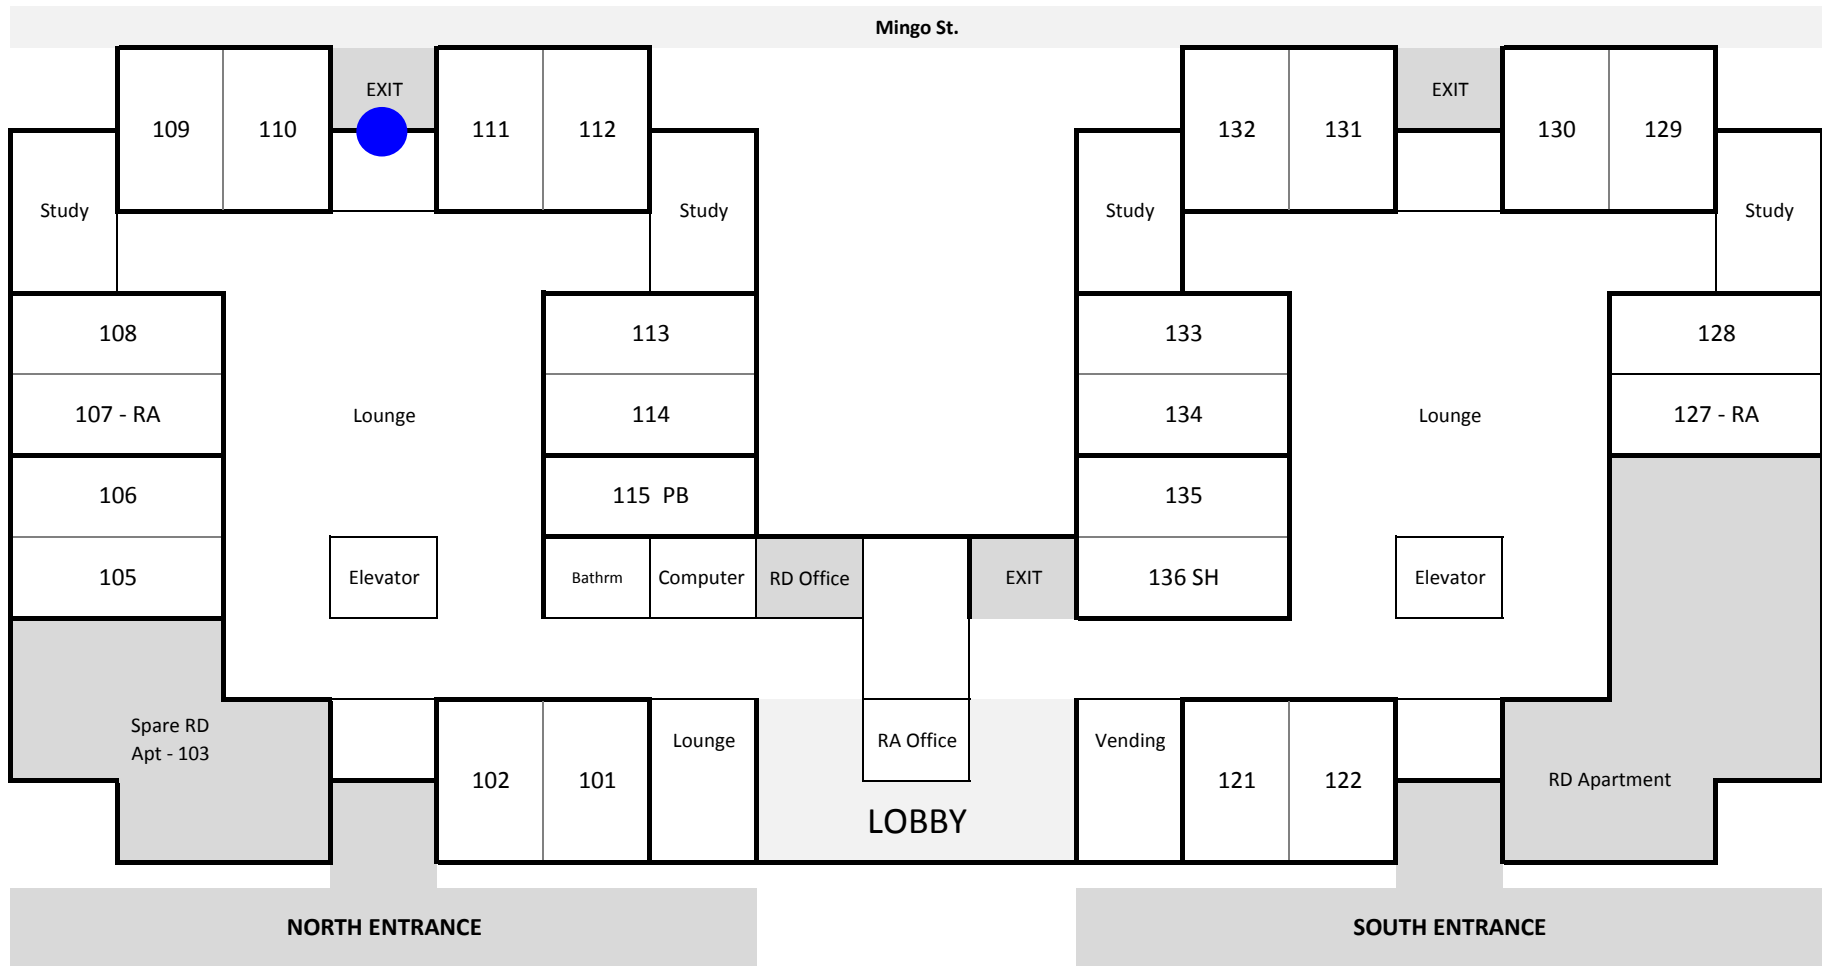 Mingo St.
EXIT
EXIT
109
110
111
112
132
131
130
129
Study
Study
Study
Study
108
113
133
128
107 - RA
Lounge
114
134
Lounge
127 - RA
106
115 PB
135
105
Elevator
Bathrm
Computer
RD Office
EXIT
136 SH
Elevator
Spare RD
Apt - 103
Lounge
RA Office
Vending
102
101
121
122
RD Apartment
LOBBY
NORTH ENTRANCE
SOUTH ENTRANCE